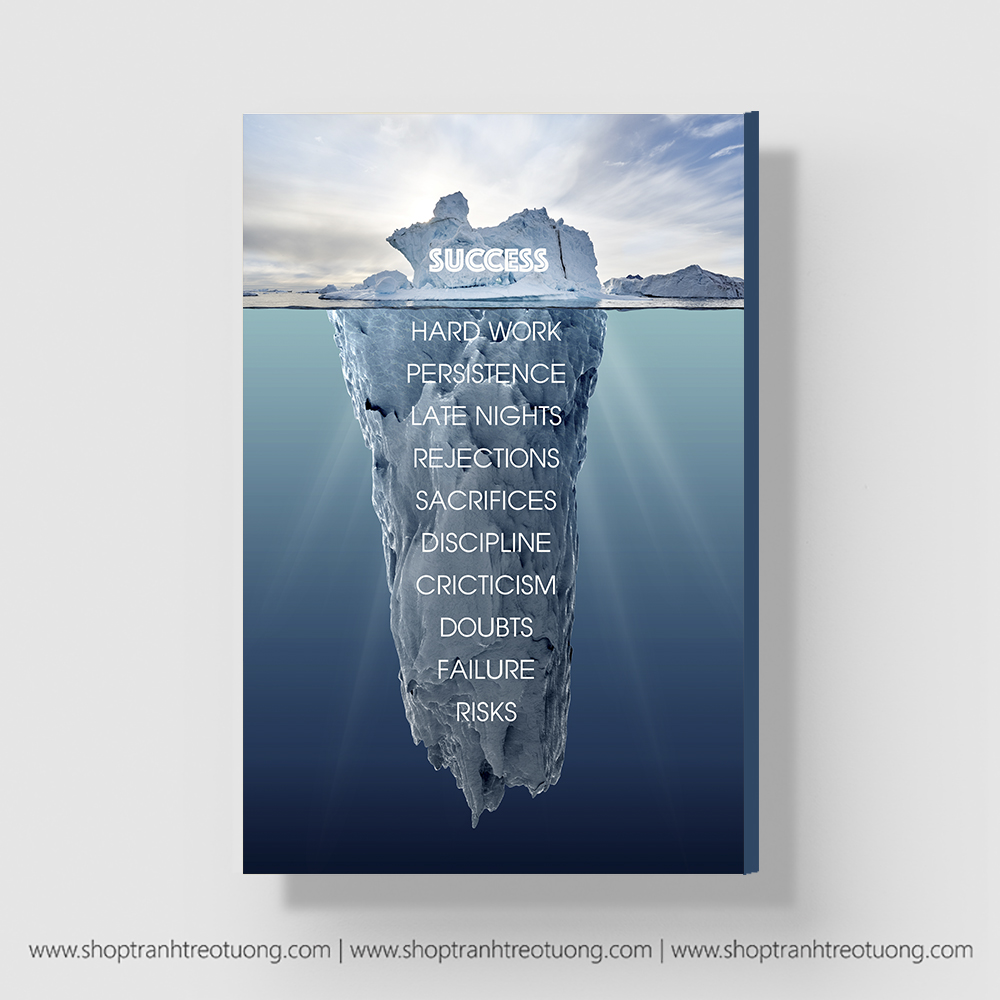 SUCCESS
HARD WORK
PERSISTENCE
LATE NIGHTS
REJECTIONS
SACRIFICES
DISCIPLINE
CRICTICISM
DOUBTS
FAILURE
RISKS
www.shoptranhtreotuong.com | www.shoptranhtreotuong.com | www.shoptranhtreotuong.com